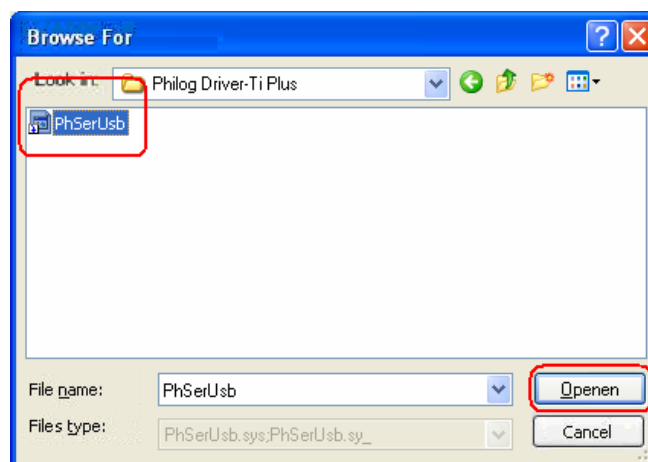 Browse For
Look in: Philog Driver-Ti Plus
PhSerUsb
File name: PhSerUsb Openen
Files type: PhSerUsb.sys;PhSerUsb.sy_ Cancel